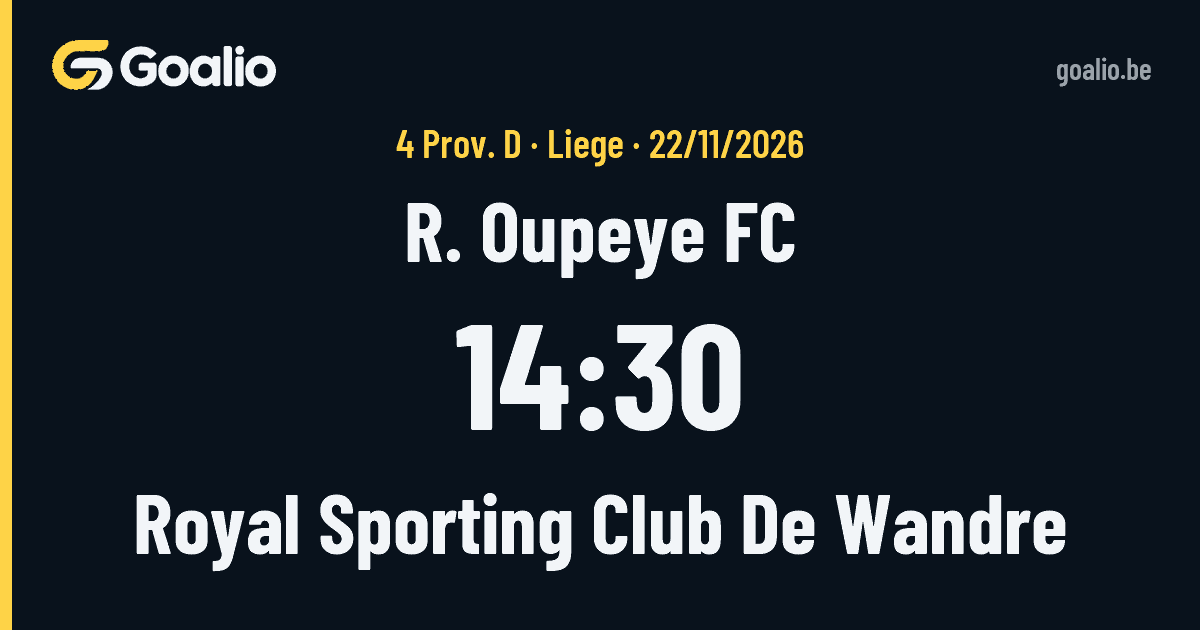 Goalio
goalio.be
4 Prov. D · Liege · 22/11/2026
R. Oupeye FC
14:30
Royal Sporting Club De Wandre